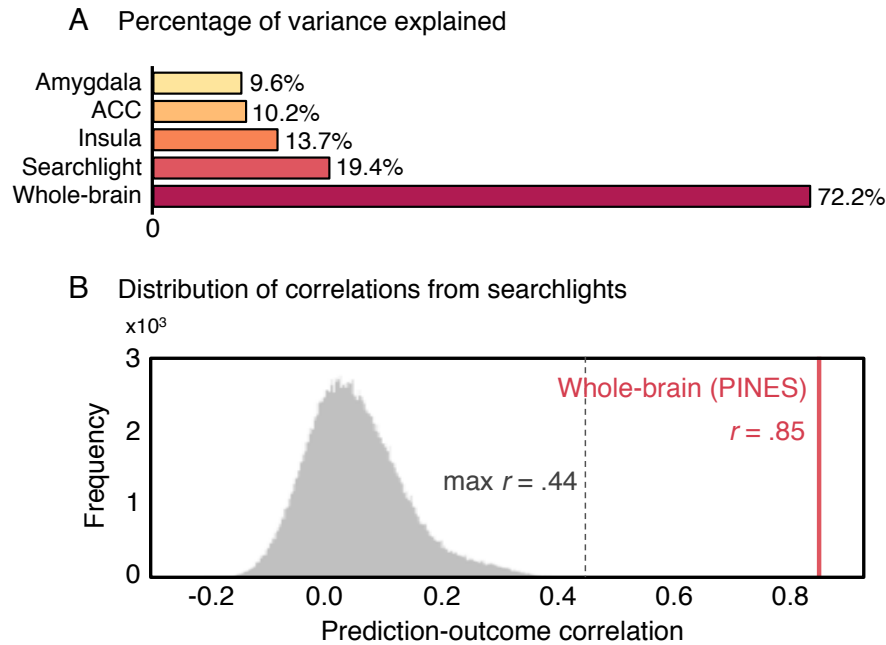 A Percentage of variance explained
Amygdala 9.6%
ACC 10.2%
Insula 13.7%
Searchlight 19.4%
Whole-brain 72.2%
0
B Distribution of correlations from searchlights
x10³
3
2
1
0
Frequency
Whole-brain (PINES)
r = .85
max r = .44
-0.2 0.0 0.2 0.4 0.6 0.8
Prediction-outcome correlation